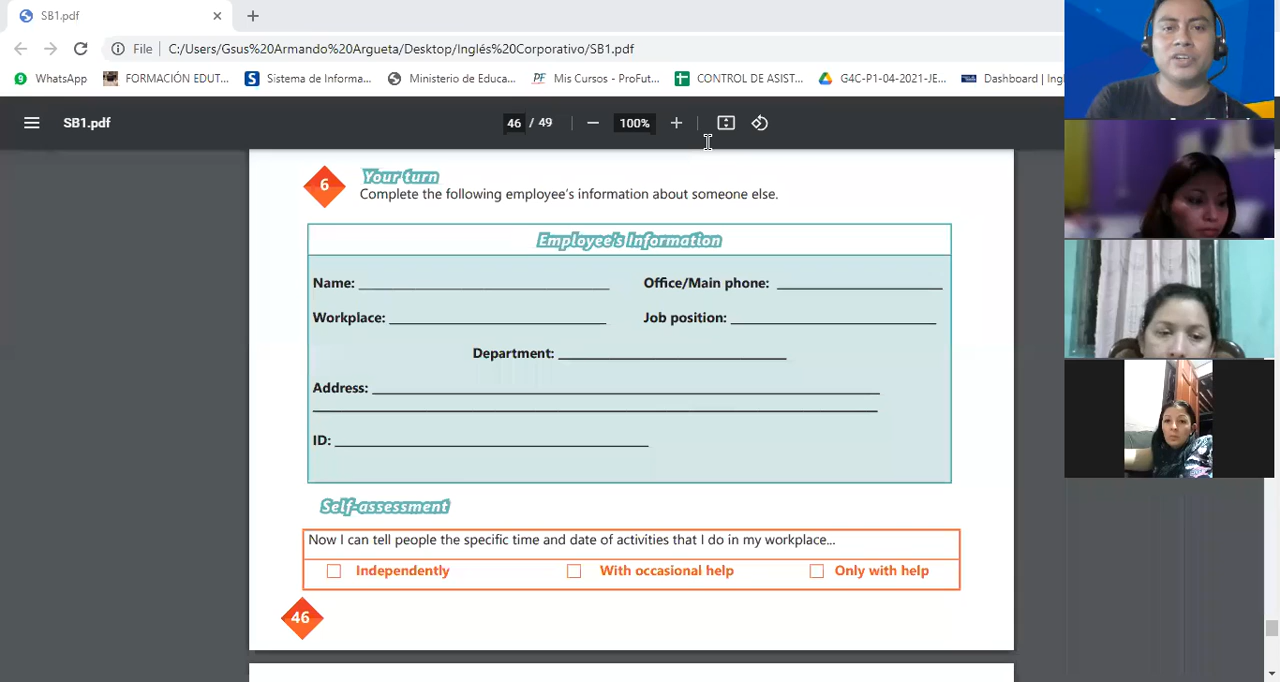 SB1.pdf
File
C:/Users/Gsus%20Armando%20Argueta/Desktop/Inglés%20Corporativo/SB1.pdf
9 WhatsApp
FORMACIÓN EDUT...
S Sistema de Informa...
Ministerio de Educa...
PF Mis Cursos - ProFut...
CONTROL DE ASIST...
G4C-P1-04-2021-JE...
Dashboard | Ingl
SB1.pdf
46 / 49
100%
6
Your turn
Complete the following employee's information about someone else.
Employee's Information
Name: Office/Main phone:
Workplace: Job position:
Department:
Address:
ID:
Self-assessment
Now I can tell people the specific time and date of activities that I do in my workplace...
Independently With occasional help Only with help
46